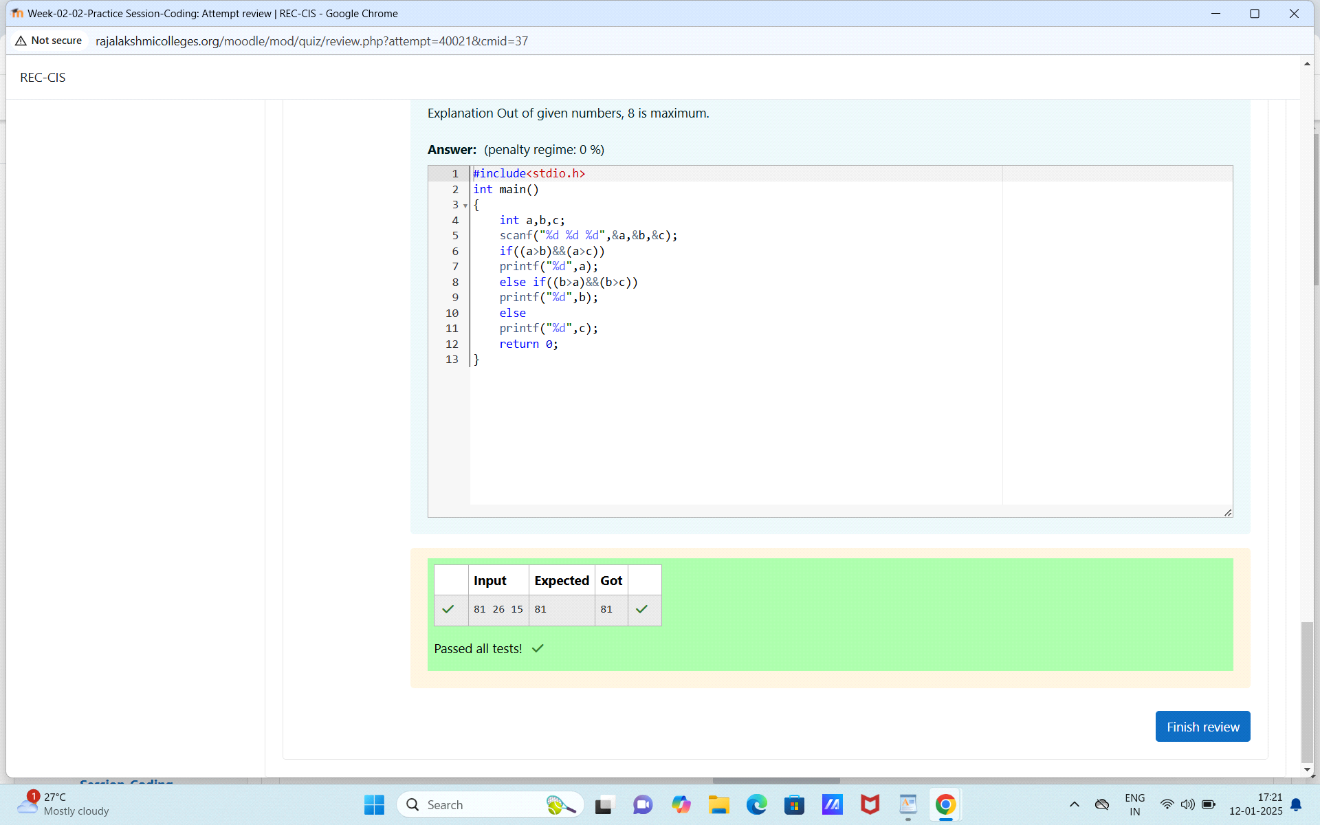 Week-02-02-Practice Session-Coding: Attempt review | REC-CIS - Google Chrome
Not secure rajalakshmicolleges.org/moodle/mod/quiz/review.php?attempt=40021&cmid=37
REC-CIS
Explanation Out of given numbers, 8 is maximum.
Answer: (penalty regime: 0 %)
1 #include<stdio.h>
2 int main()
3 {
4 int a,b,c;
5 scanf("%d %d %d",&a,&b,&c);
6 if((a>b)&&(a>c))
7 printf("%d",a);
8 else if((b>a)&&(b>c))
9 printf("%d",b);
10 else
11 printf("%d",c);
12 return 0;
13 }
Input Expected Got
81 26 15 81 81
Passed all tests!
Finish review
1
27°C
Mostly cloudy
Search
ENG
IN
17:21
12-01-2025